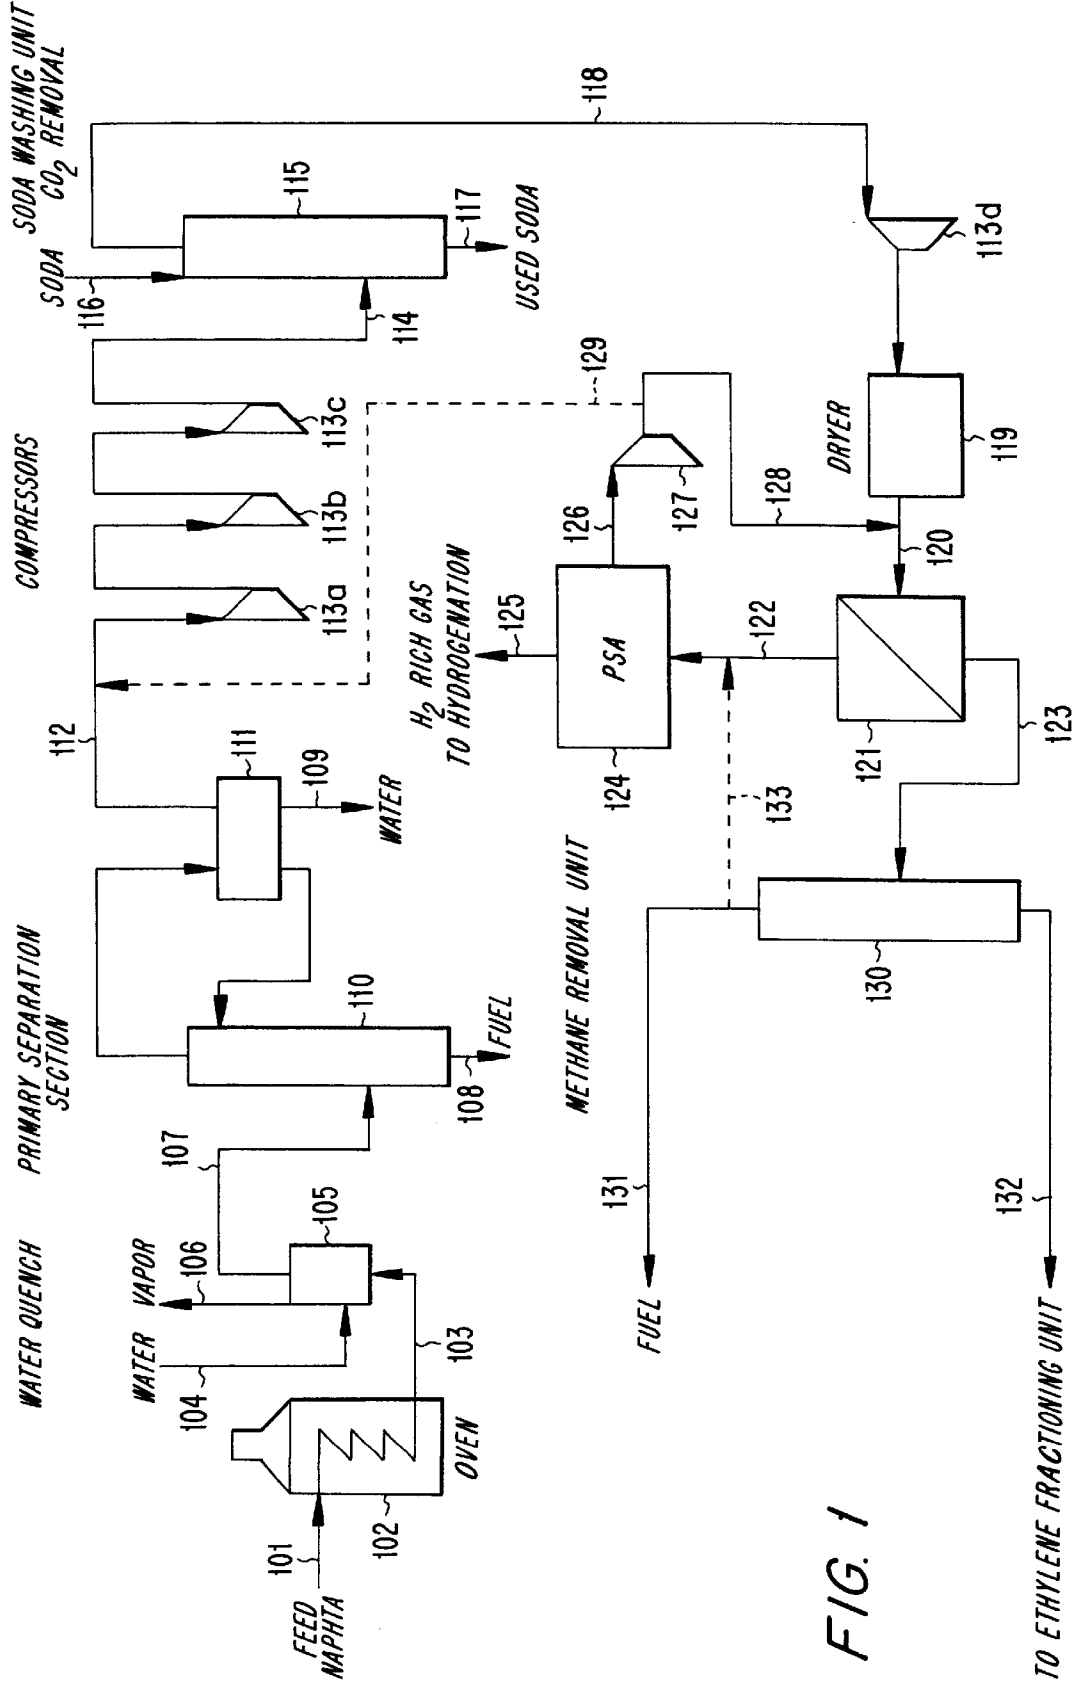 WATER QUENCH
PRIMARY SEPARATION
SECTION
COMPRESSORS
SODA WASHING UNIT
CO2 REMOVAL
FEED
NAPHTA
101
102
OVEN
103
WATER
104
VAPOR
106
105
107
108
FUEL
110
111
109
WATER
112
113a
113b
113c
114
SODA
116
115
117
USED SODA
118
113d
DRYER
119
120
121
122
123
PSA
124
125
H2 RICH GAS
TO HYDROGENATION
126
127
128
129
METHANE REMOVAL UNIT
130
131
FUEL
132
TO ETHYLENE FRACTIONING UNIT
133
FIG. 1